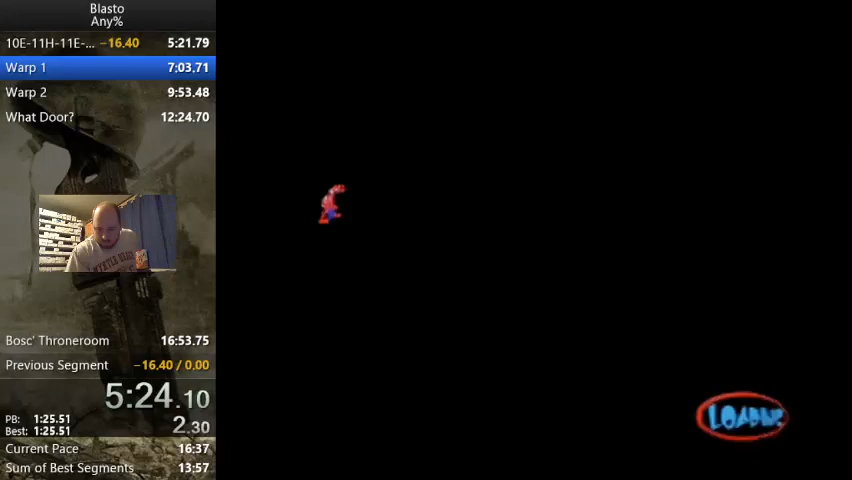 Blasto
Any%
10E-11H-11E-... −16.40 5:21.79
Warp 1 7:03.71
Warp 2 9:53.48
What Door? 12:24.70
Bosc' Throneroom 16:53.75
Previous Segment −16.40 / 0.00
5:24.10
PB: 1:25.51
Best: 1:25.51 2.30
Current Pace 16:37
Sum of Best Segments 13:57